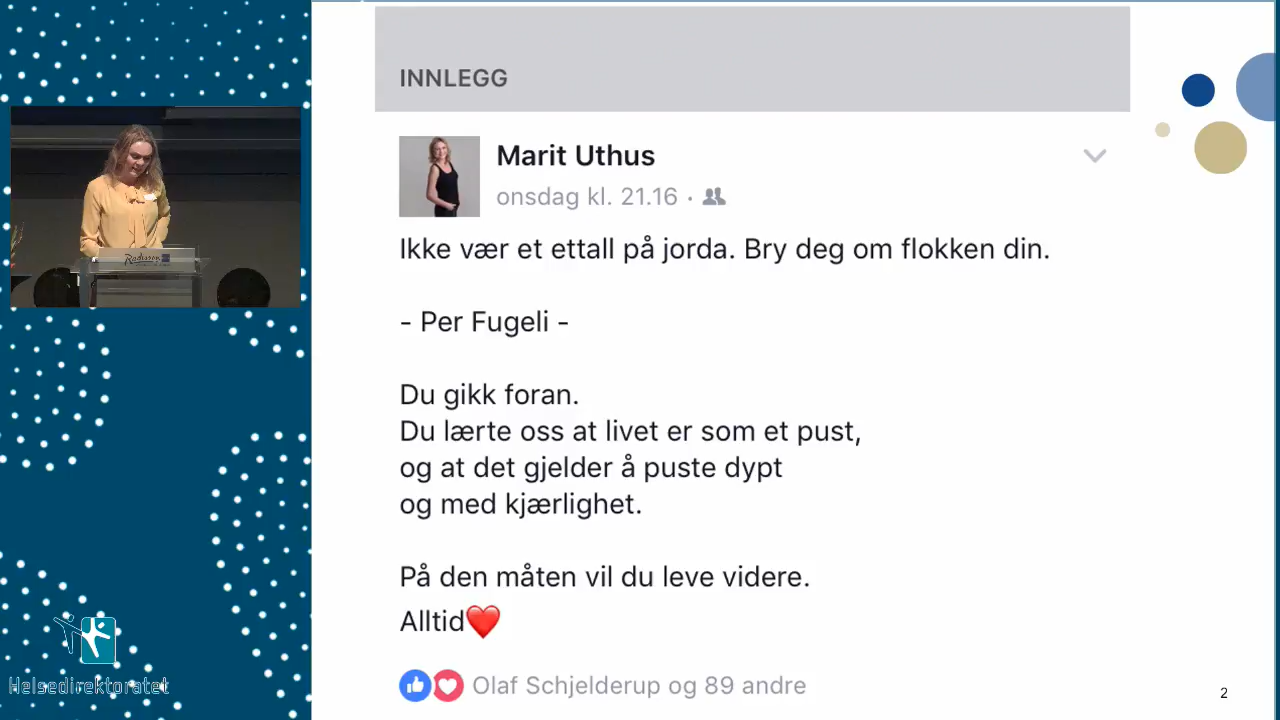 INNLEGG
Marit Uthus
onsdag kl. 21.16 ·
Ikke vær et ettall på jorda. Bry deg om flokken din.
- Per Fugeli -
Du gikk foran.
Du lærte oss at livet er som et pust,
og at det gjelder å puste dypt
og med kjærlighet.
På den måten vil du leve videre.
Alltid❤️
Olaf Schjelderup og 89 andre
2
Radisson
Helsedirektoratet